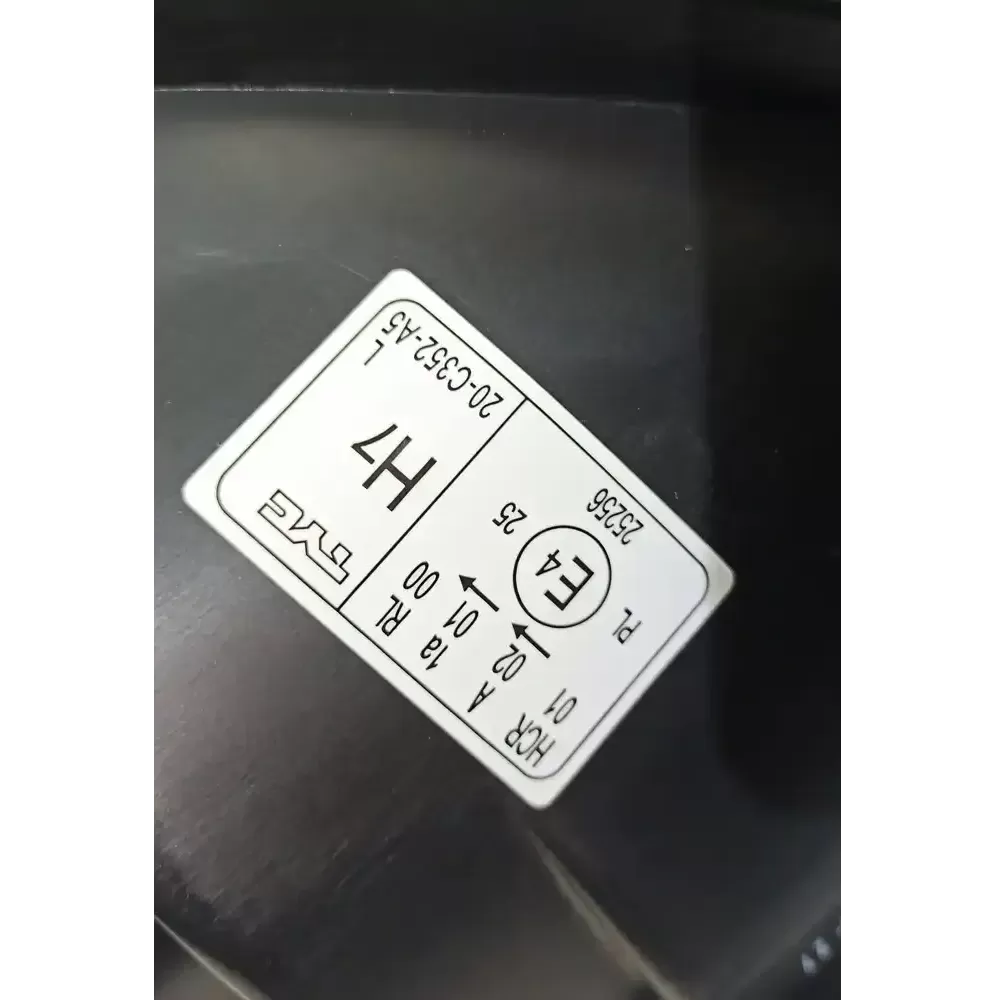 HCR A 1a RL
01 02 01 00
← ←
E4 25
PL 25256
TYC
H7
L
20-C352-A5